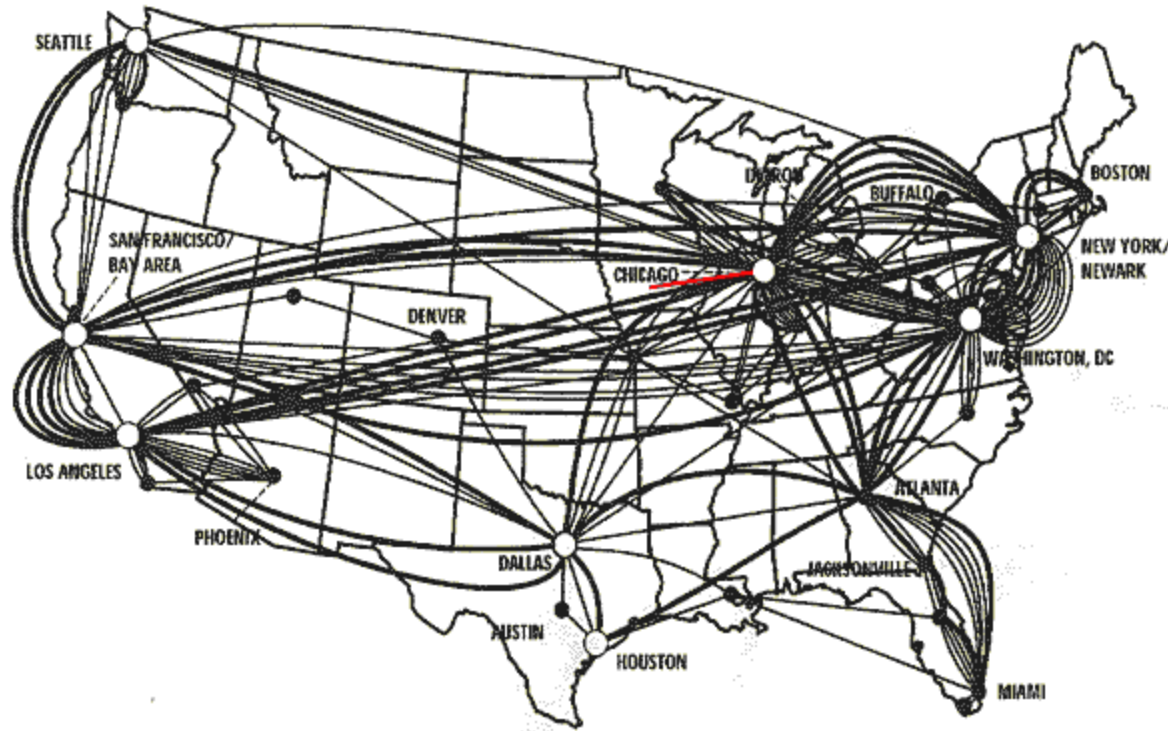 SEATTLE
BOSTON
DETROIT
BUFFALO
SAN FRANCISCO/
BAY AREA
NEW YORK/
NEWARK
CHICAGO
DENVER
WASHINGTON, DC
LOS ANGELES
ATLANTA
PHOENIX
DALLAS
JACKSONVILLE
AUSTIN
HOUSTON
MIAMI